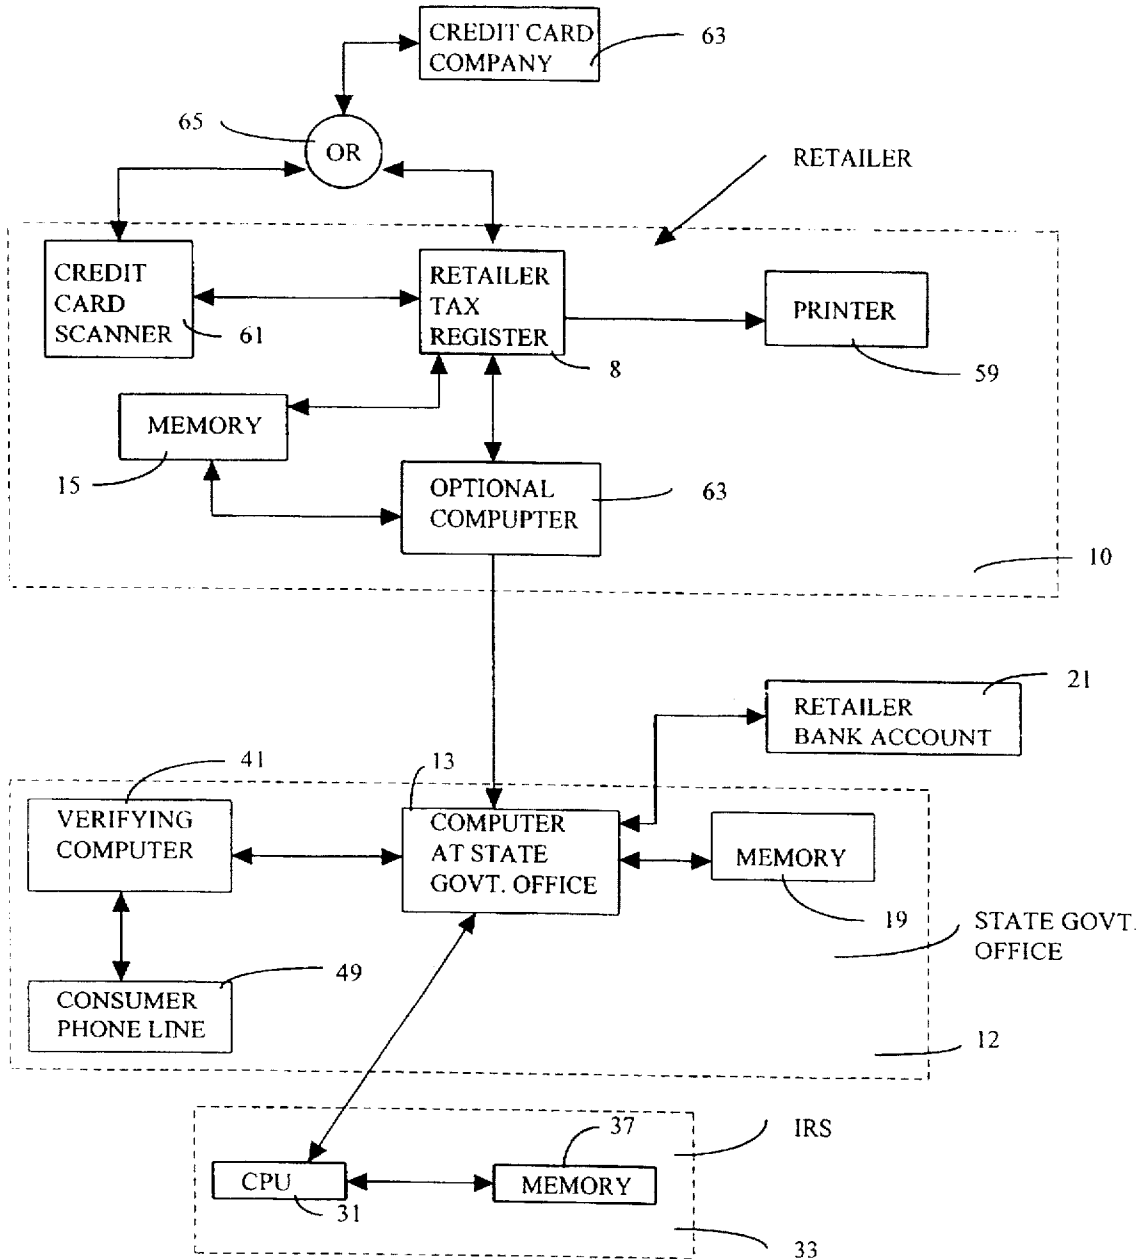 CREDIT CARD
COMPANY
63
65
OR
RETAILER
CREDIT
CARD
SCANNER
61
RETAILER
TAX
REGISTER
8
PRINTER
59
MEMORY
15
OPTIONAL
COMPUPTER
63
10
RETAILER
BANK ACCOUNT
21
41
13
VERIFYING
COMPUTER
COMPUTER
AT STATE
GOVT. OFFICE
MEMORY
19
STATE GOVT.
OFFICE
49
CONSUMER
PHONE LINE
12
IRS
37
CPU
31
MEMORY
33